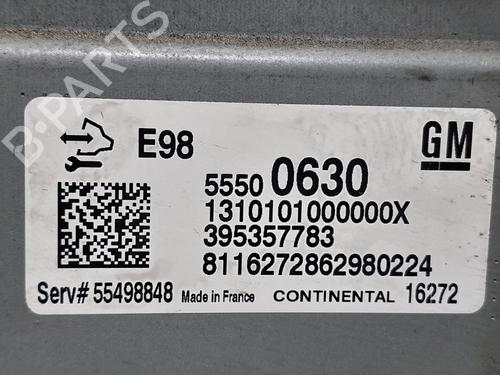 B-PARTS
E98
GM
5550 0630
1310101000000X
395357783
8116272862980224
Serv# 55498848 Made in France CONTINENTAL 16272